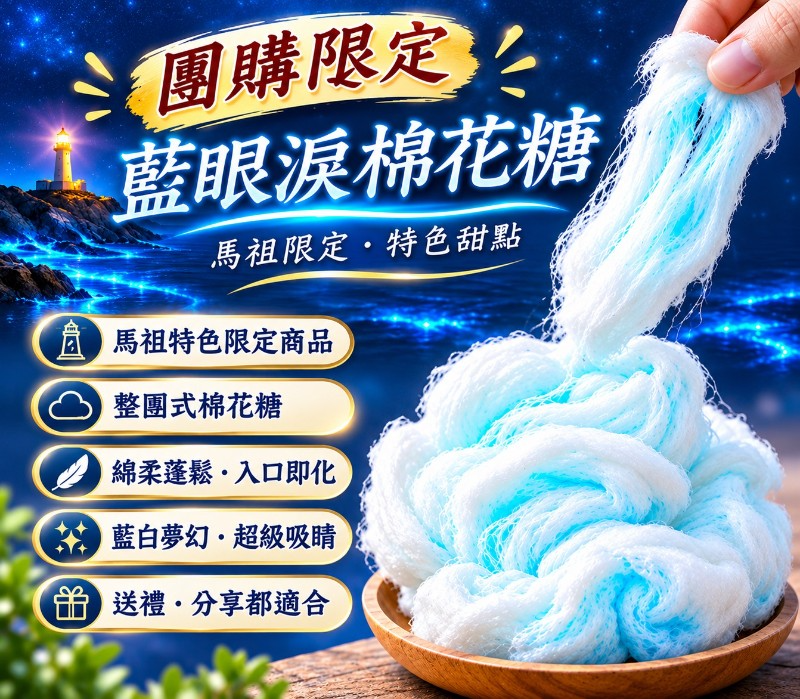 團購限定
藍眼淚棉花糖
馬祖限定·特色甜點
馬祖特色限定商品
整團式棉花糖
綿柔蓬鬆·入口即化
藍白夢幻·超級吸睛
送禮·分享都適合